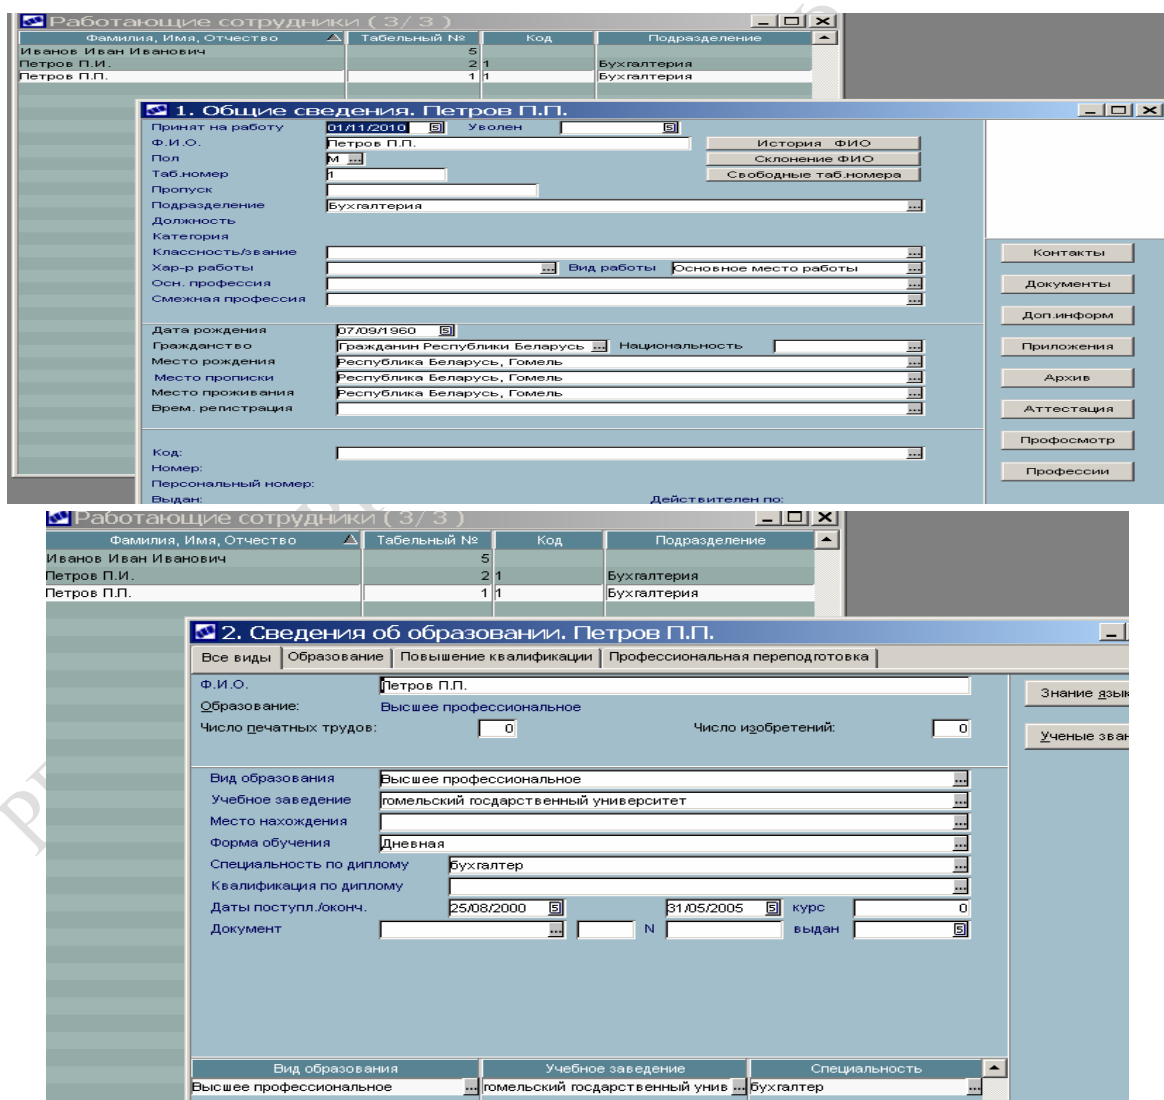 Работающие сотрудники ( 3/ 3 )
Фамилия, Имя, Отчество Табельный № Код Подразделение
Иванов Иван Иванович 5
Петров П.И. 2 1 Бухгалтерия
Петров П.П. 1 1 Бухгалтерия
1. Общие сведения. Петров П.П.
Принят на работу 01/11/2010 Уволен
Ф.И.О. Петров П.П. История ФИО
Пол М ... Склонение ФИО
Таб.номер 1 Свободные таб.номера
Пропуск
Подразделение Бухгалтерия ...
Должность
Категория
Классность/звание ... Контакты
Хар-р работы ... Вид работы Основное место работы ...
Осн. профессия ... Документы
Смежная профессия ...
Доп.информ
Дата рождения 07/09/1960
Гражданство Гражданин Республики Беларусь ... Национальность ... Приложения
Место рождения Республика Беларусь, Гомель ...
Место прописки Республика Беларусь, Гомель ... Архив
Место проживания Республика Беларусь, Гомель ...
Врем. регистрация ... Аттестация
Профосмотр
Код: ...
Номер: Профессии
Персональный номер:
Выдан: Действителен по:
Работающие сотрудники ( 3/ 3 )
Фамилия, Имя, Отчество Табельный № Код Подразделение
Иванов Иван Иванович 5
Петров П.И. 2 1 Бухгалтерия
Петров П.П. 1 1 Бухгалтерия
2. Сведения об образовании. Петров П.П.
Все виды Образование Повышение квалификации Профессиональная переподготовка
Ф.И.О. Петров П.П. Знание язык
Образование: Высшее профессиональное
Число печатных трудов: 0 Число изобретений: 0 Ученые зван
Вид образования Высшее профессиональное ...
Учебное заведение гомельский госдарственный университет ...
Место нахождения ...
Форма обучения Дневная ...
Специальность по диплому бухгалтер ...
Квалификация по диплому ...
Даты поступл./оконч. 25/08/2000 31/05/2005 курс 0
Документ ... N выдан
Вид образования Учебное заведение Специальность
Высшее профессиональное ... гомельский госдарственный унив ... бухгалтер ...